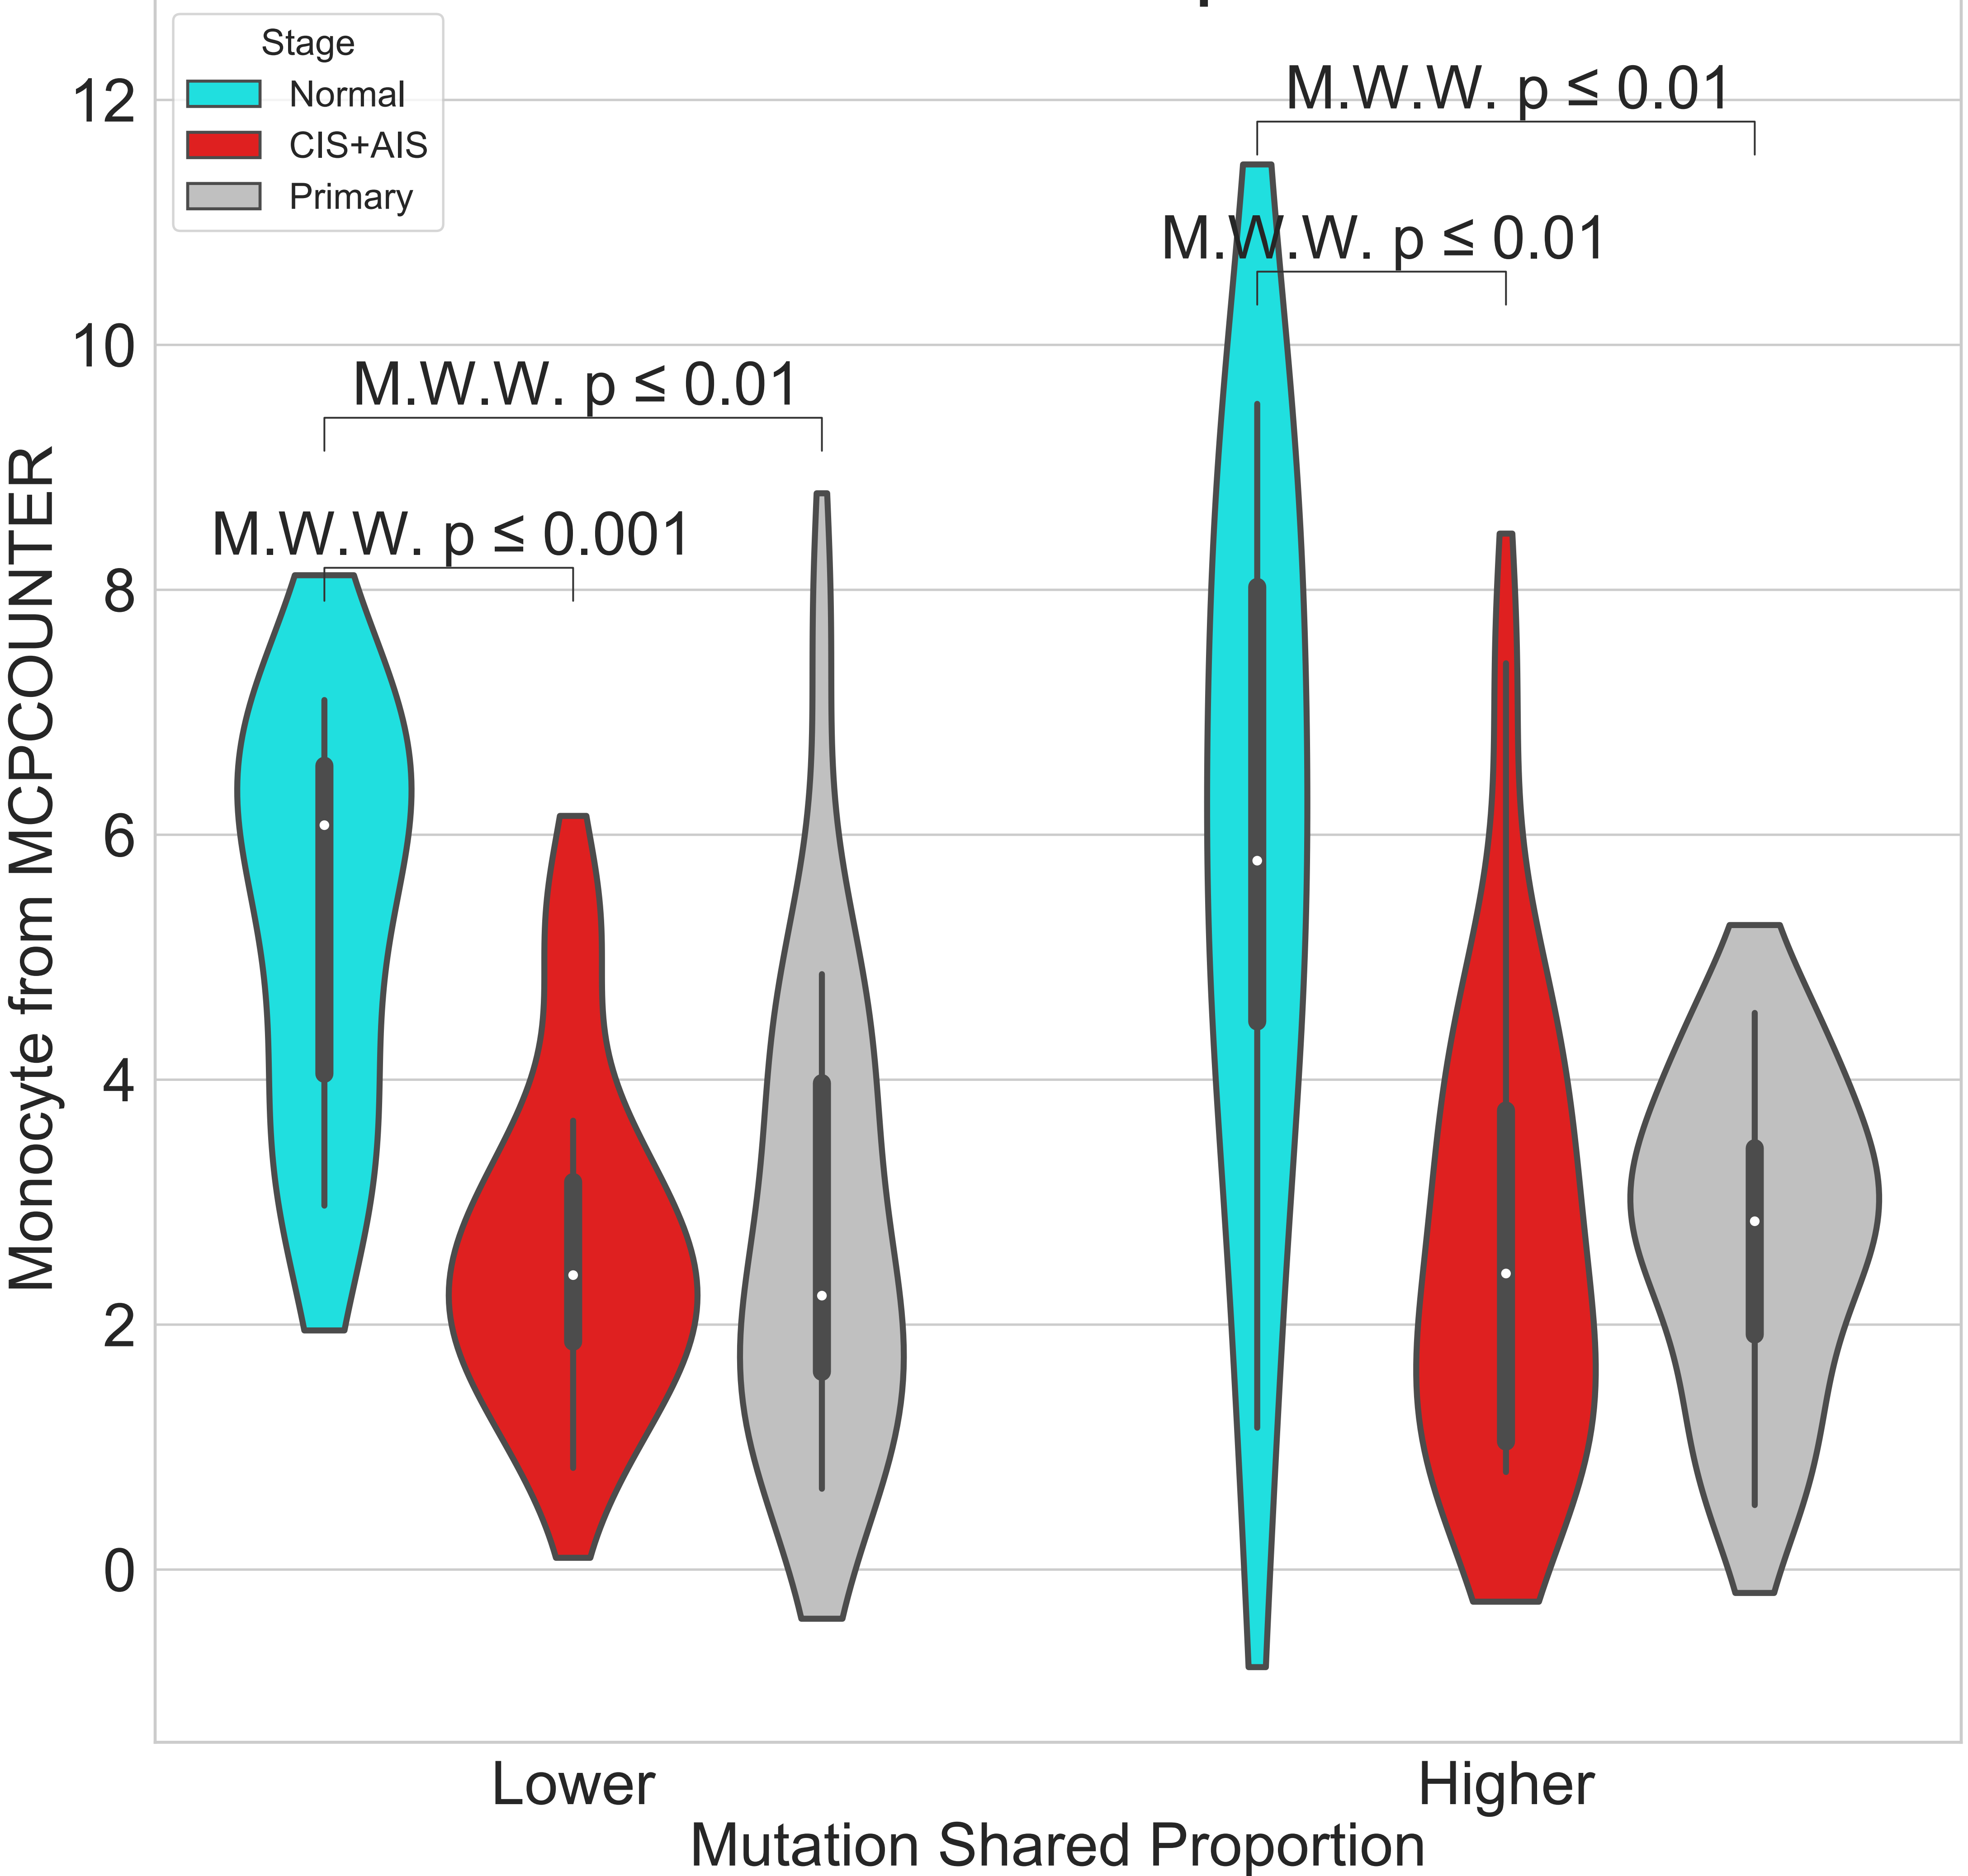 Stage
Normal
CIS+AIS
Primary
M.W.W. p ≤ 0.01
M.W.W. p ≤ 0.01
M.W.W. p ≤ 0.01
M.W.W. p ≤ 0.001
12
10
8
6
4
2
0
Monocyte from MCPCOUNTER
Lower
Higher
Mutation Shared Proportion